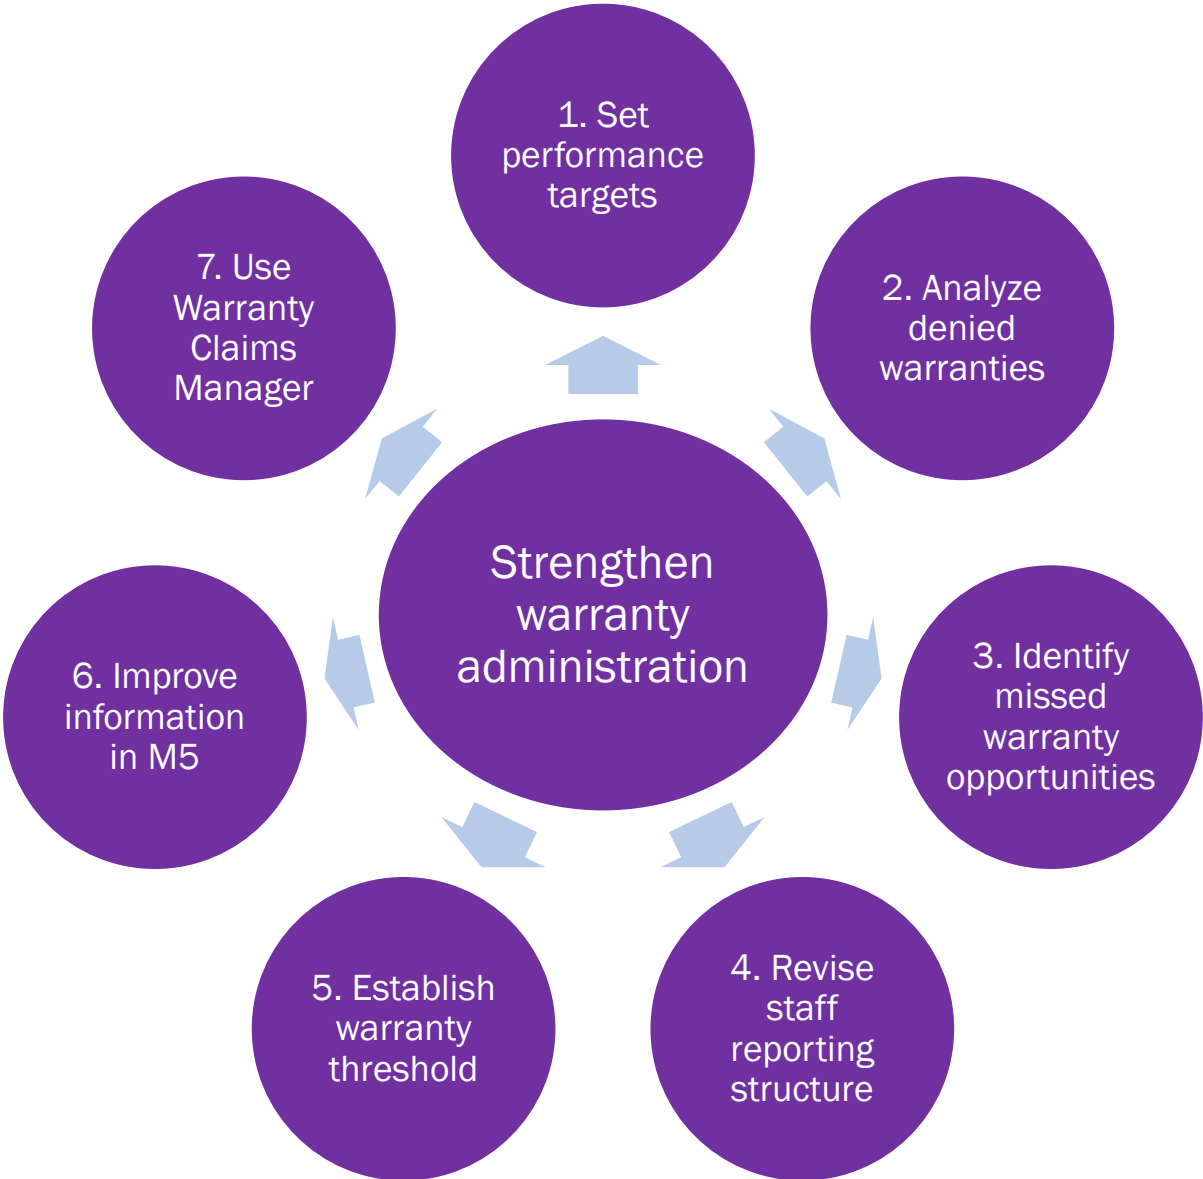 1. Set
performance
targets
2. Analyze
denied
warranties
3. Identify
missed
warranty
opportunities
4. Revise
staff
reporting
structure
5. Establish
warranty
threshold
6. Improve
information
in M5
7. Use
Warranty
Claims
Manager
Strengthen
warranty
administration